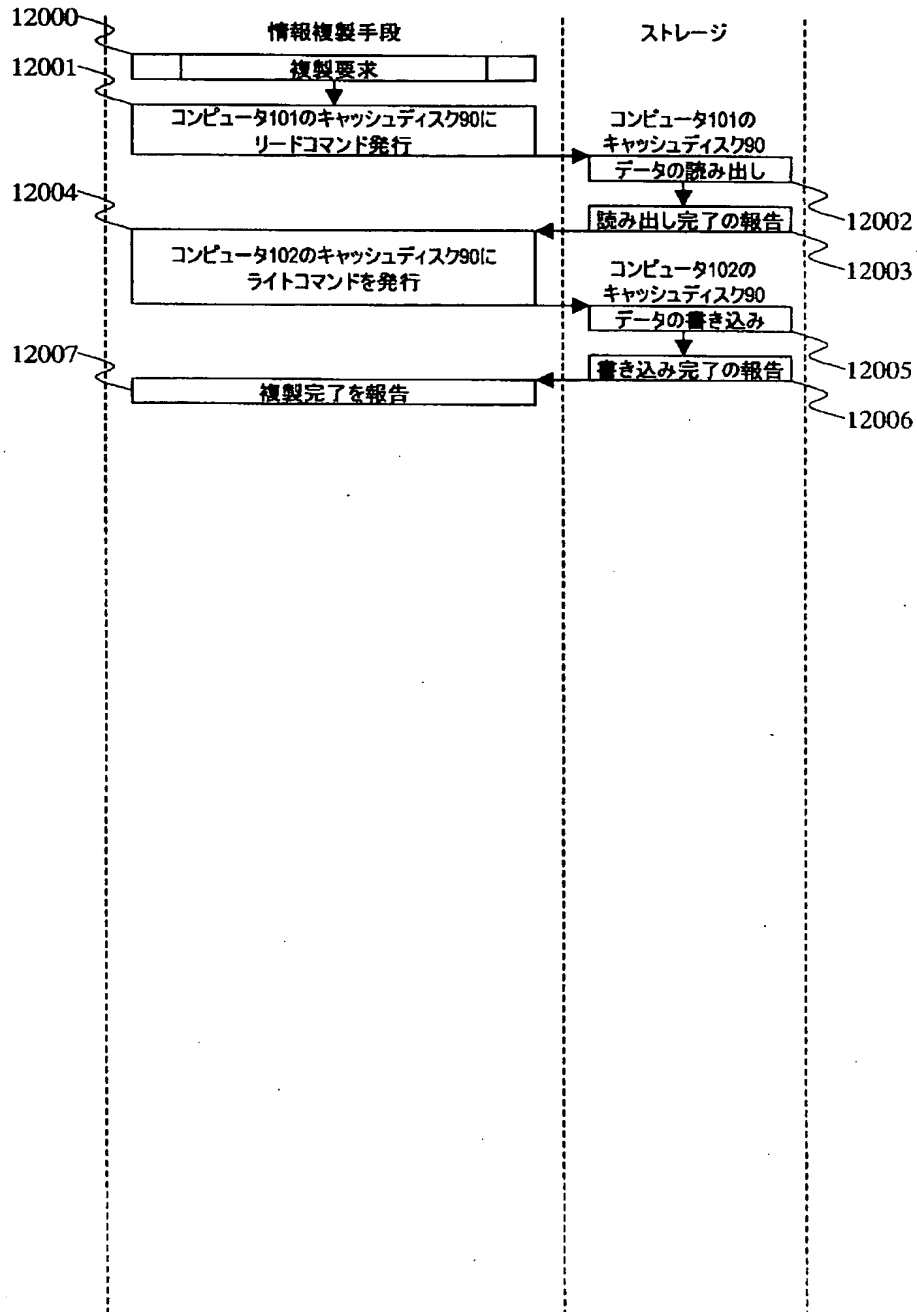 12000
情報複製手段
ストレージ
複製要求
12001
コンピュータ101のキャッシュディスク90に
リードコマンド発行
コンピュータ101の
キャッシュディスク90
データの読み出し
12002
読み出し完了の報告
12003
12004
コンピュータ102のキャッシュディスク90に
ライトコマンドを発行
コンピュータ102の
キャッシュディスク90
データの書き込み
12005
書き込み完了の報告
12006
12007
複製完了を報告